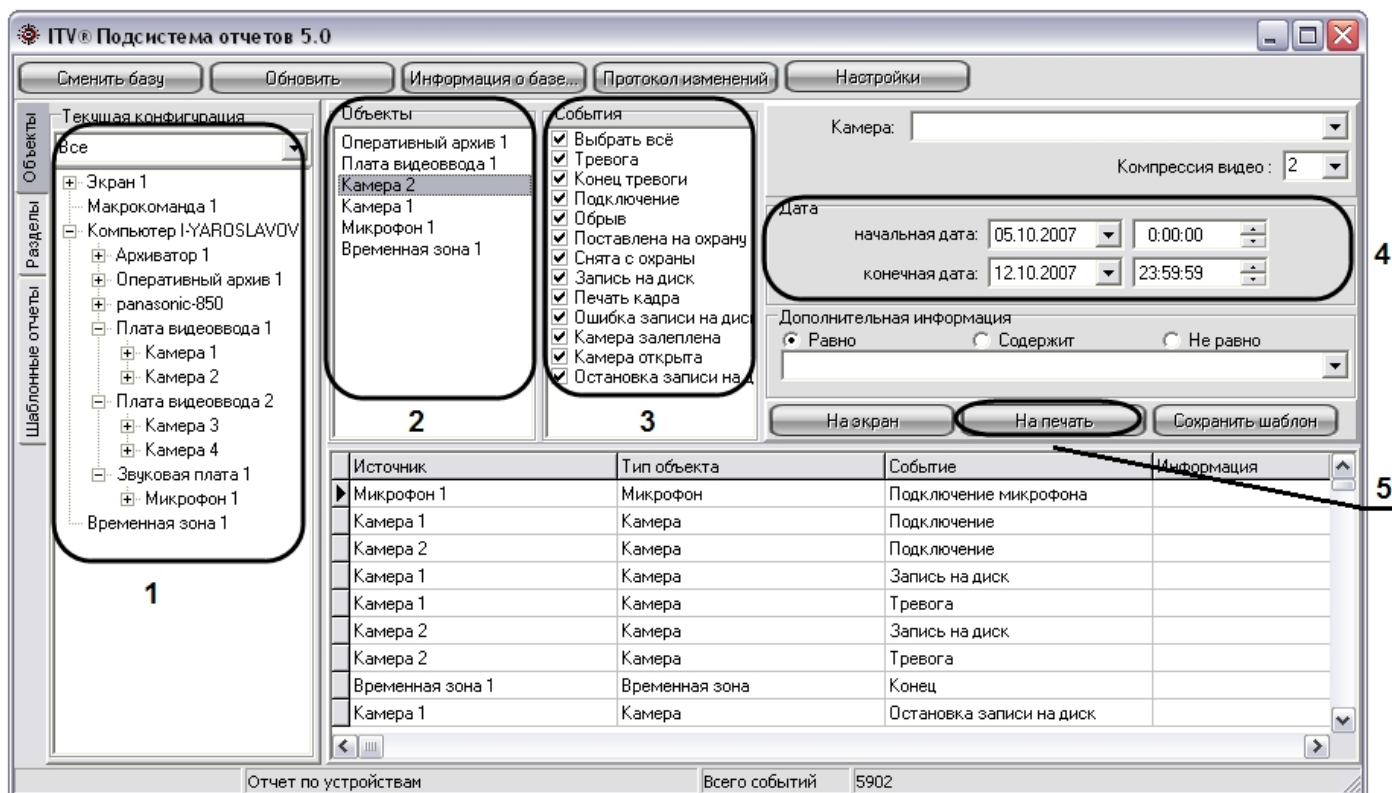 ITV® Подсистема отчетов 5.0
Сменить базу
Обновить
Информация о базе...
Протокол изменений
Настройки
Объекты
Разделы
Шаблонные отчеты
Текущая конфигурация
Все
Экран 1
Макрокоманда 1
Компьютер I-YAROSLAVOV
Архиватор 1
Оперативный архив 1
panasonic-850
Плата видеоввода 1
Камера 1
Камера 2
Плата видеоввода 2
Камера 3
Камера 4
Звуковая плата 1
Микрофон 1
Временная зона 1
1
Объекты
Оперативный архив 1
Плата видеоввода 1
Камера 2
Камера 1
Микрофон 1
Временная зона 1
2
События
Выбрать всё
Тревога
Конец тревоги
Подключение
Обрыв
Поставлена на охрану
Снята с охраны
Запись на диск
Печать кадра
Ошибка записи на дис
Камера залеплена
Камера открыта
Остановка записи на д
3
Камера:
Компрессия видео : 2
Дата
начальная дата: 05.10.2007 0:00:00
конечная дата: 12.10.2007 23:59:59
4
Дополнительная информация
Равно Содержит Не равно
На экран
На печать
Сохранить шаблон
5
Источник Тип объекта Событие Информация
Микрофон 1 Микрофон Подключение микрофона
Камера 1 Камера Подключение
Камера 2 Камера Подключение
Камера 1 Камера Запись на диск
Камера 1 Камера Тревога
Камера 2 Камера Запись на диск
Камера 2 Камера Тревога
Временная зона 1 Временная зона Конец
Камера 1 Камера Остановка записи на диск
Отчет по устройствам Всего событий 5902